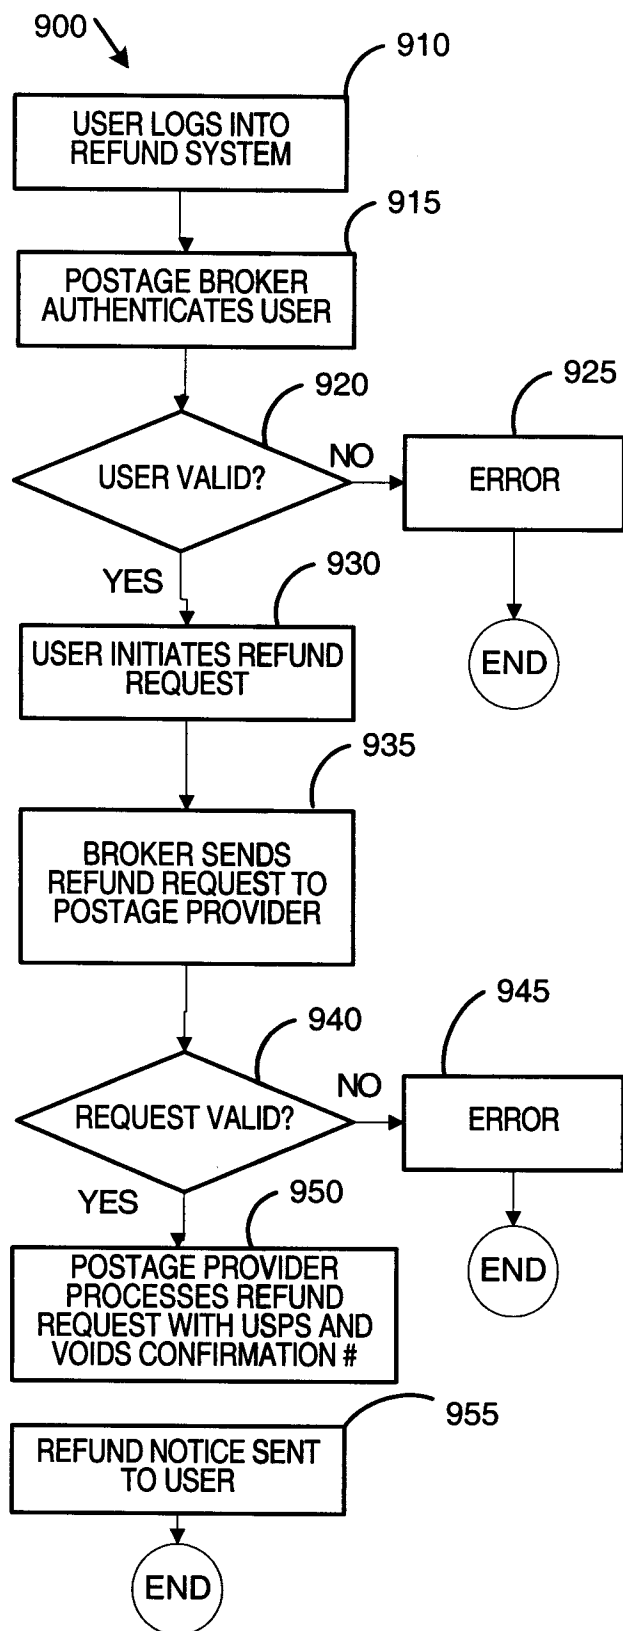 900
910
USER LOGS INTO
REFUND SYSTEM
915
POSTAGE BROKER
AUTHENTICATES USER
920
925
USER VALID?
NO
ERROR
YES
930
END
USER INITIATES REFUND
REQUEST
935
BROKER SENDS
REFUND REQUEST TO
POSTAGE PROVIDER
940
945
REQUEST VALID?
NO
ERROR
YES
950
END
POSTAGE PROVIDER
PROCESSES REFUND
REQUEST WITH USPS AND
VOIDS CONFIRMATION #
955
REFUND NOTICE SENT
TO USER
END